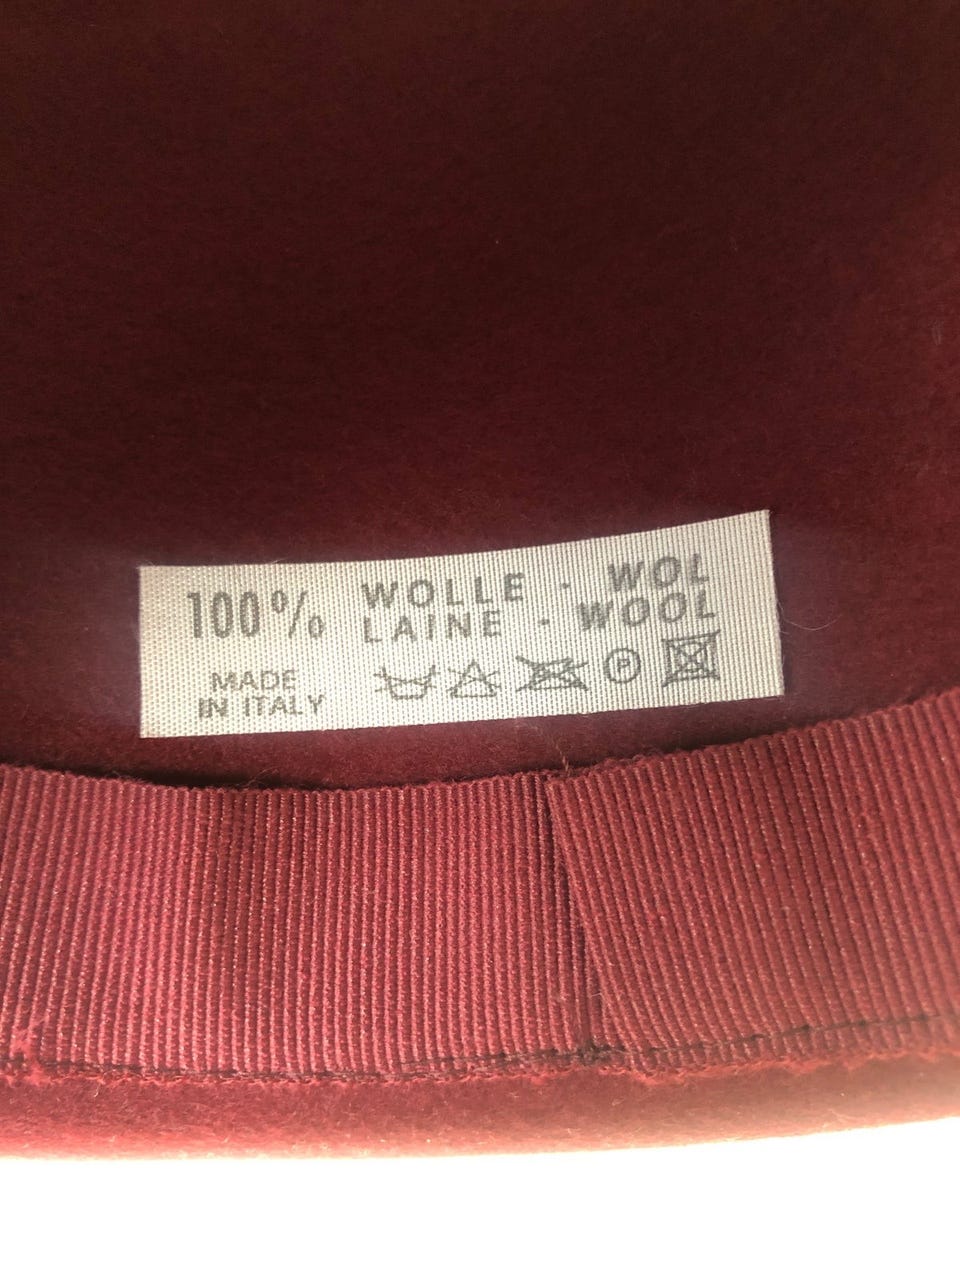 100% WOLLE - WOL
LAINE - WOOL
MADE
IN ITALY
P